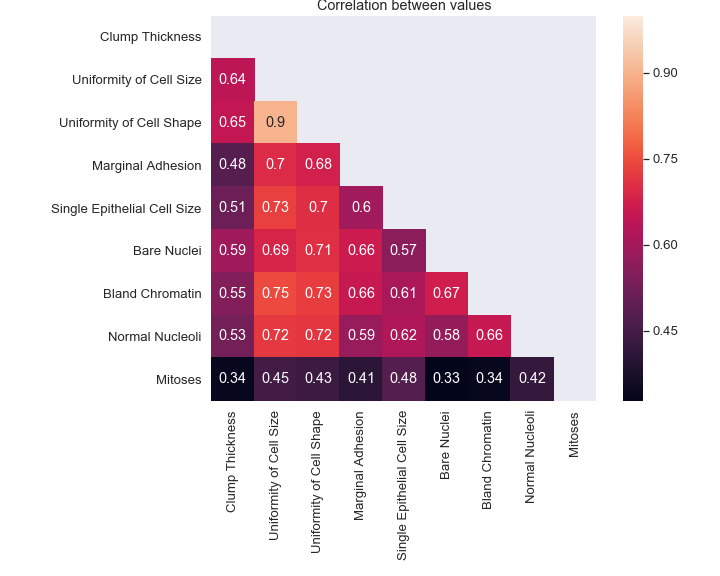 Correlation between values
Clump Thickness
Uniformity of Cell Size 0.64
Uniformity of Cell Shape 0.65 0.9
Marginal Adhesion 0.48 0.7 0.68
Single Epithelial Cell Size 0.51 0.73 0.7 0.6
Bare Nuclei 0.59 0.69 0.71 0.66 0.57
Bland Chromatin 0.55 0.75 0.73 0.66 0.61 0.67
Normal Nucleoli 0.53 0.72 0.72 0.59 0.62 0.58 0.66
Mitoses 0.34 0.45 0.43 0.41 0.48 0.33 0.34 0.42
Clump Thickness
Uniformity of Cell Size
Uniformity of Cell Shape
Marginal Adhesion
Single Epithelial Cell Size
Bare Nuclei
Bland Chromatin
Normal Nucleoli
Mitoses
0.90
0.75
0.60
0.45